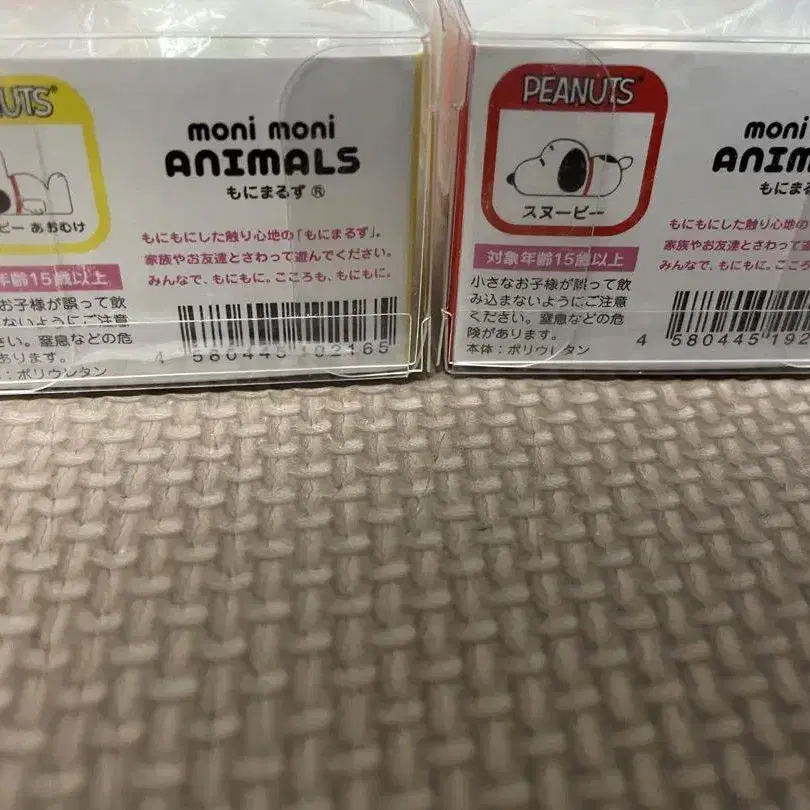 UTS®
ピー あおむけ
moni moni
ANIMALS
もにまるず®
もにもにした触り心地の「もにまるず」。
家族やお友達とさわって遊んでください。
みんなで、もにもに。こころも、もにもに。
年齢15歳以上
お子様が誤って飲
ないようにご注意
さい。窒息などの危
あります。
:ポリウレタン
4 580445 102165
PEANUTS®
スヌーピー
対象年齢15歳以上
小さなお子様が誤って飲
み込まないようにご注意
ください。窒息などの危
険があります。
本体:ポリウレタン
moni
ANIM
もにまる
もにもにした触り心地の
家族やお友達とさわって
みんなで、もにもに。ここ
4 580445 192